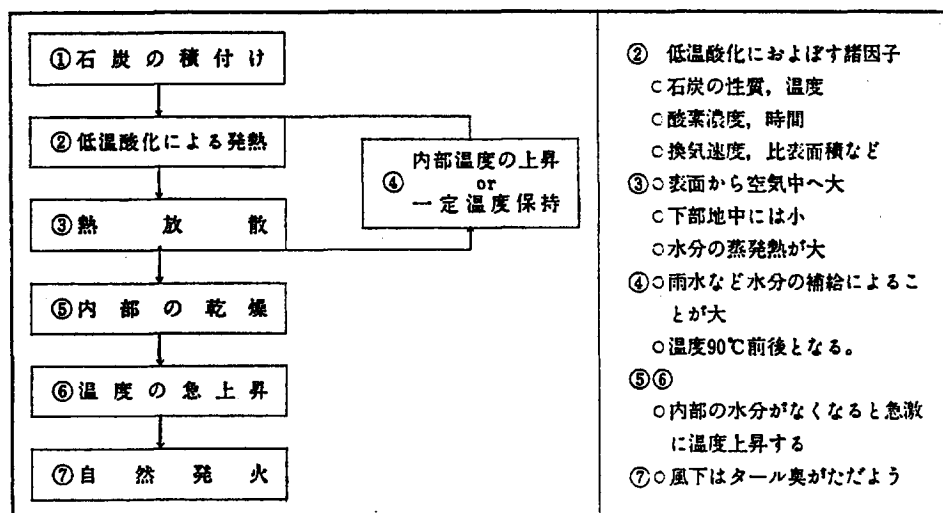 ①石炭の積付け
②低温酸化による発熱
③熱放散
④内部温度の上昇
or
一定温度保持
⑤内部の乾燥
⑥温度の急上昇
⑦自然発火
② 低温酸化におよぼす諸因子
○石炭の性質，温度
○酸素濃度，時間
○換気速度，比表面積など
③○表面から空気中へ大
○下部地中には小
○水分の蒸発熱が大
④○雨水など水分の補給によるこ
とが大
○温度90℃前後となる。
⑤⑥
○内部の水分がなくなると急激
に温度上昇する
⑦○風下はタール臭がただよう